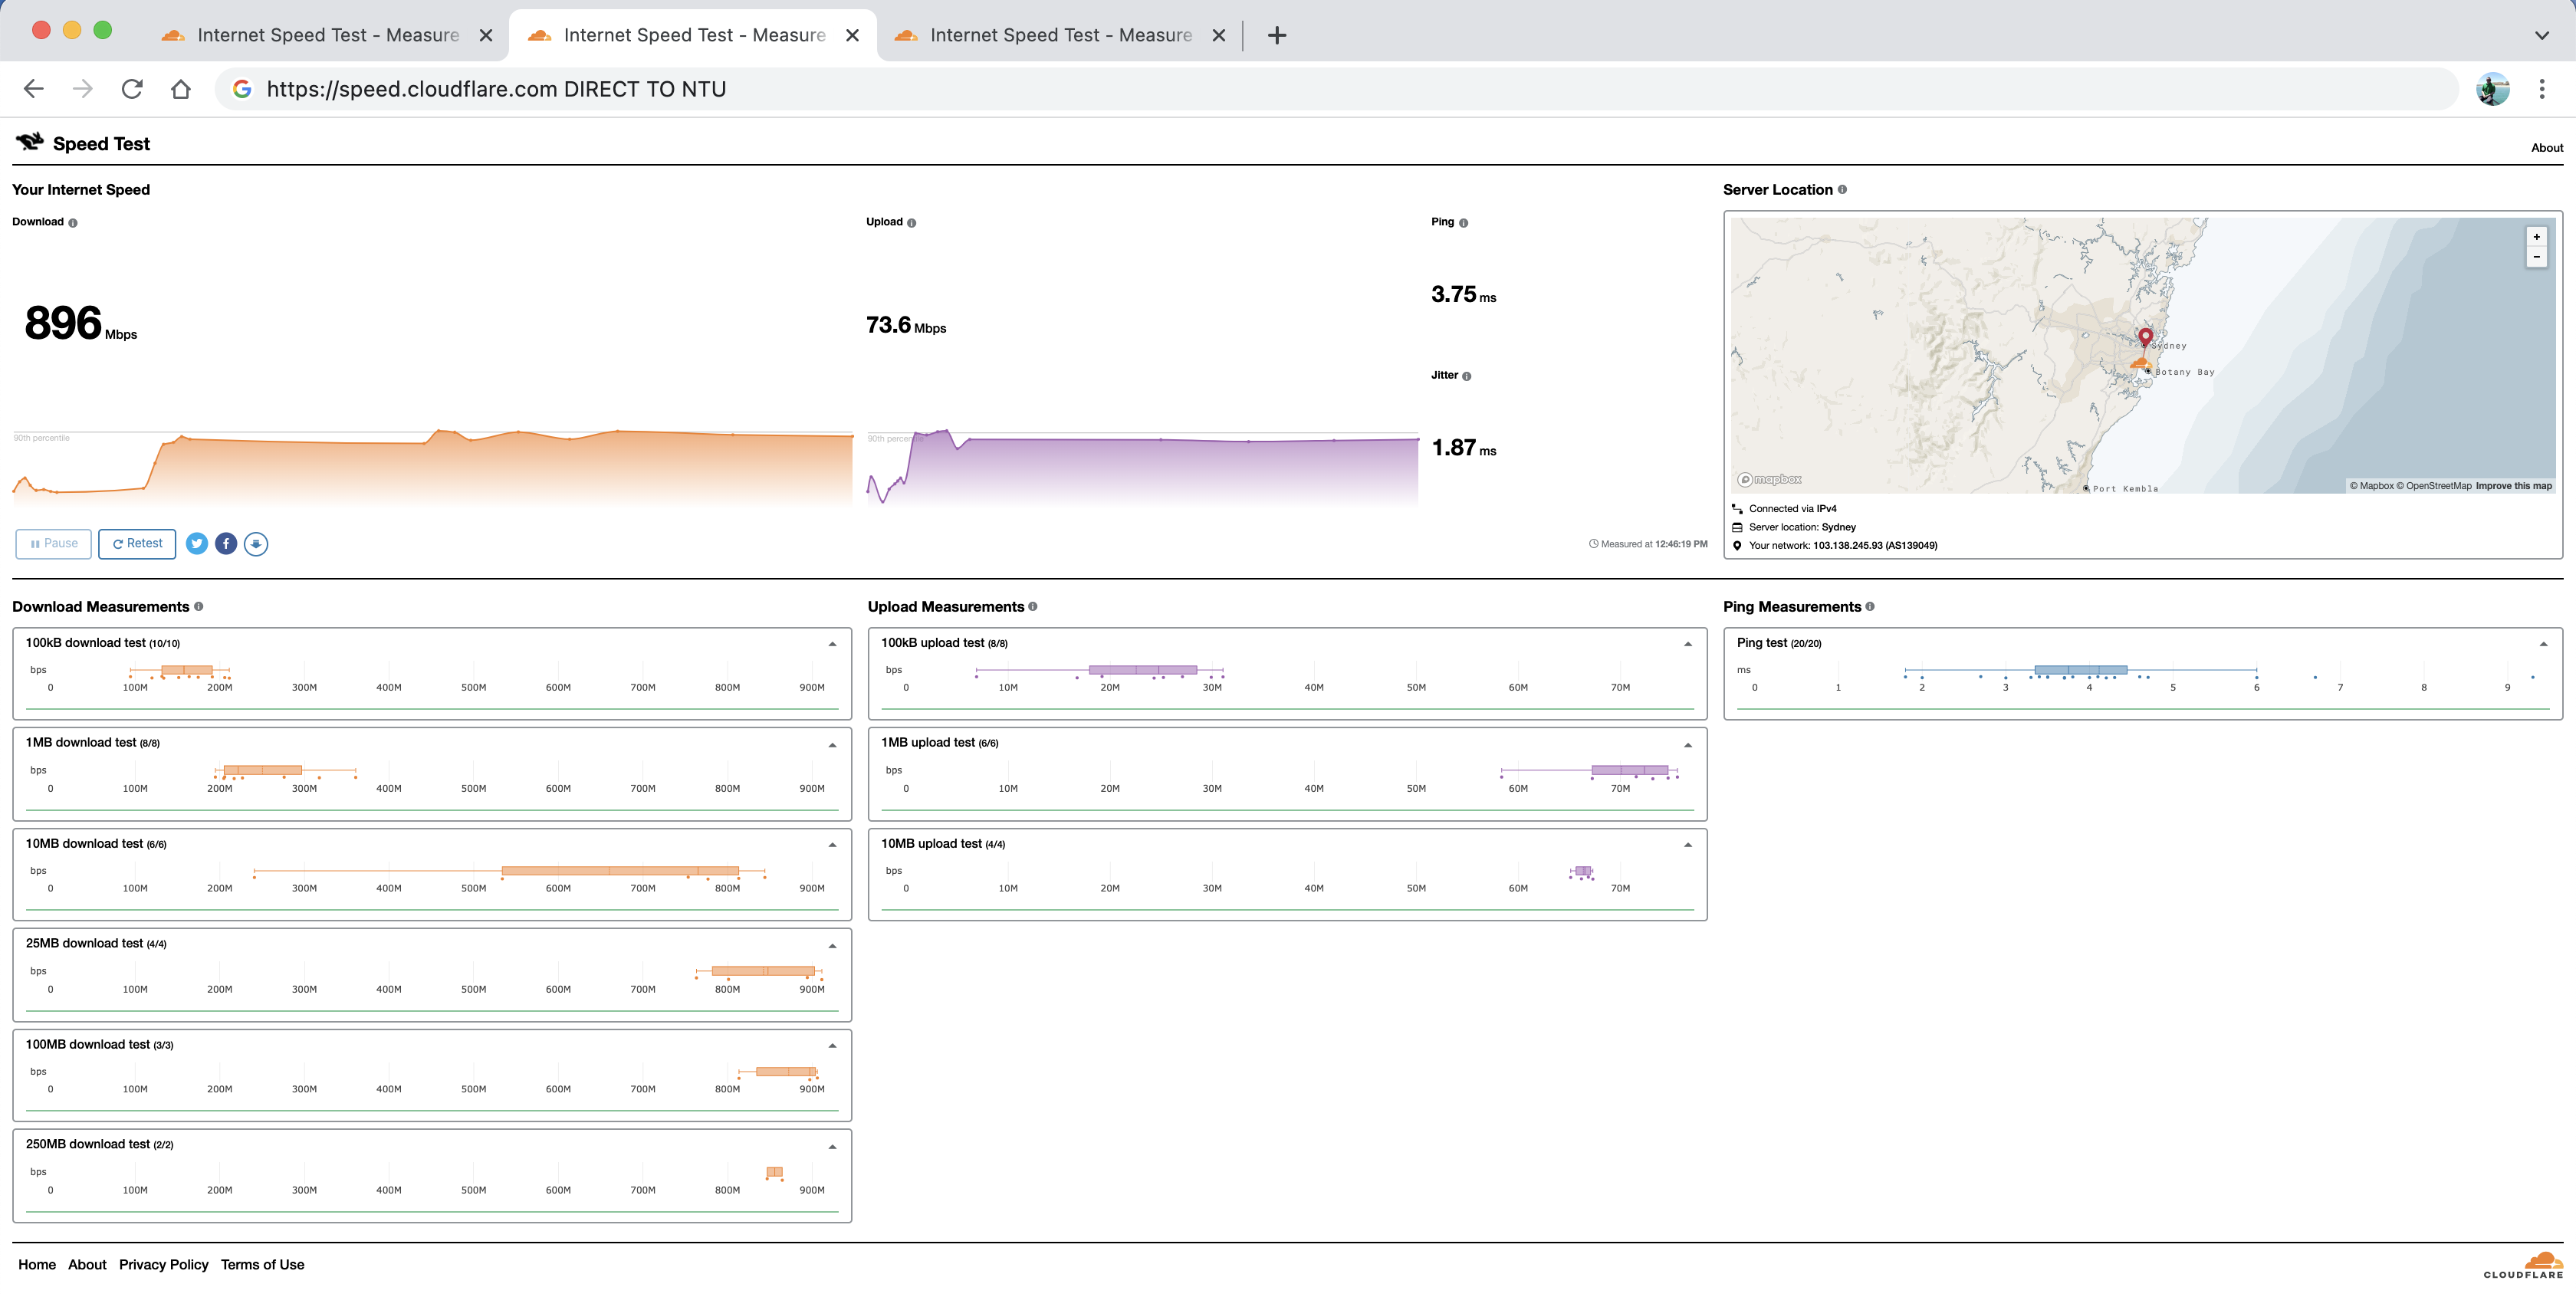 Internet Speed Test - Measure
Internet Speed Test - Measure
Internet Speed Test - Measure
https://speed.cloudflare.com DIRECT TO NTU
Speed Test
About
Your Internet Speed
Download
896 Mbps
90th percentile
Upload
73.6 Mbps
90th percentile
Ping
3.75 ms
Jitter
1.87 ms
Pause
Retest
Measured at 12:46:19 PM
Server Location
+
−
Sydney
Botany Bay
Port Kembla
mapbox
© Mapbox © OpenStreetMap Improve this map
Connected via IPv4
Server location: Sydney
Your network: 103.138.245.93 (AS139049)
Download Measurements
100kB download test (10/10)
bps
0 100M 200M 300M 400M 500M 600M 700M 800M 900M
1MB download test (8/8)
bps
0 100M 200M 300M 400M 500M 600M 700M 800M 900M
10MB download test (6/6)
bps
0 100M 200M 300M 400M 500M 600M 700M 800M 900M
25MB download test (4/4)
bps
0 100M 200M 300M 400M 500M 600M 700M 800M 900M
100MB download test (3/3)
bps
0 100M 200M 300M 400M 500M 600M 700M 800M 900M
250MB download test (2/2)
bps
0 100M 200M 300M 400M 500M 600M 700M 800M 900M
Upload Measurements
100kB upload test (8/8)
bps
0 10M 20M 30M 40M 50M 60M 70M
1MB upload test (6/6)
bps
0 10M 20M 30M 40M 50M 60M 70M
10MB upload test (4/4)
bps
0 10M 20M 30M 40M 50M 60M 70M
Ping Measurements
Ping test (20/20)
ms
0 1 2 3 4 5 6 7 8 9
Home About Privacy Policy Terms of Use
CLOUDFLARE